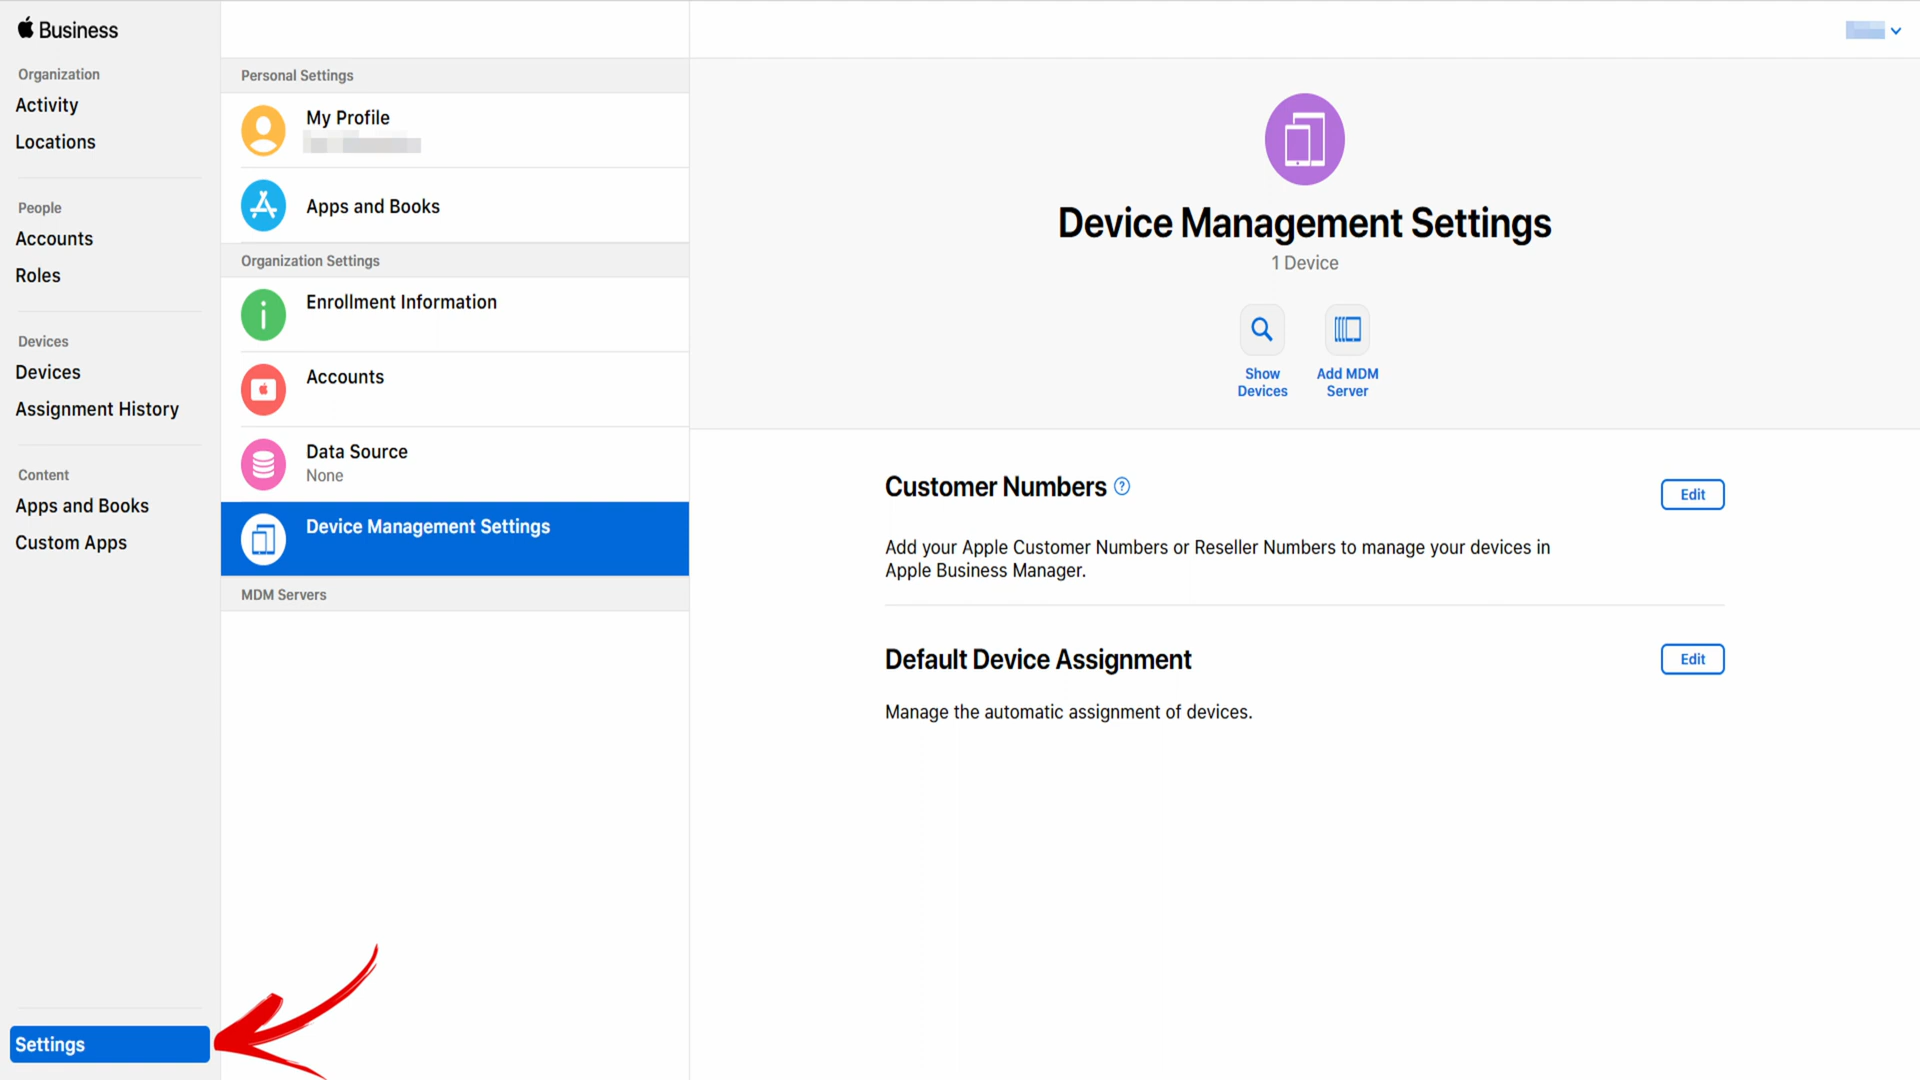 Business
Organization
Activity
Locations
People
Accounts
Roles
Devices
Devices
Assignment History
Content
Apps and Books
Custom Apps
Settings
Personal Settings
My Profile
Apps and Books
Organization Settings
Enrollment Information
Accounts
Data Source
None
Device Management Settings
MDM Servers
Device Management Settings
1 Device
Show
Devices
Add MDM
Server
Customer Numbers ?
Edit
Add your Apple Customer Numbers or Reseller Numbers to manage your devices in
Apple Business Manager.
Default Device Assignment
Edit
Manage the automatic assignment of devices.